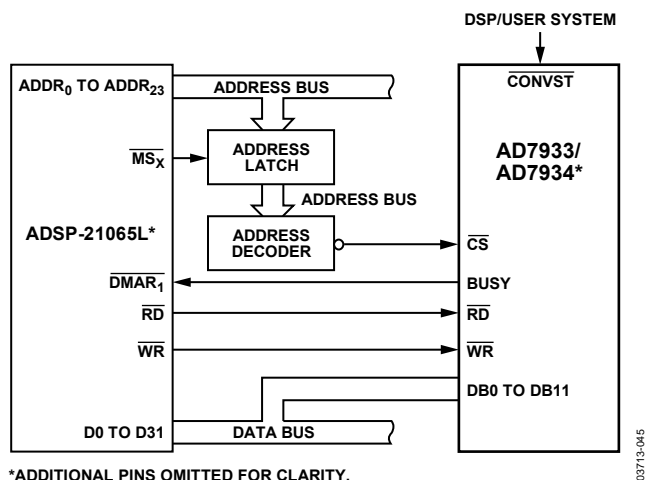 DSP/USER SYSTEM
ADDR0 TO ADDR23
ADDRESS BUS
CONVST
MSX
ADDRESS
LATCH
AD7933/
AD7934*
ADDRESS BUS
ADSP-21065L*
ADDRESS
DECODER
CS
DMAR1
BUSY
RD
RD
WR
WR
DB0 TO DB11
D0 TO D31
DATA BUS
*ADDITIONAL PINS OMITTED FOR CLARITY.
03713-045